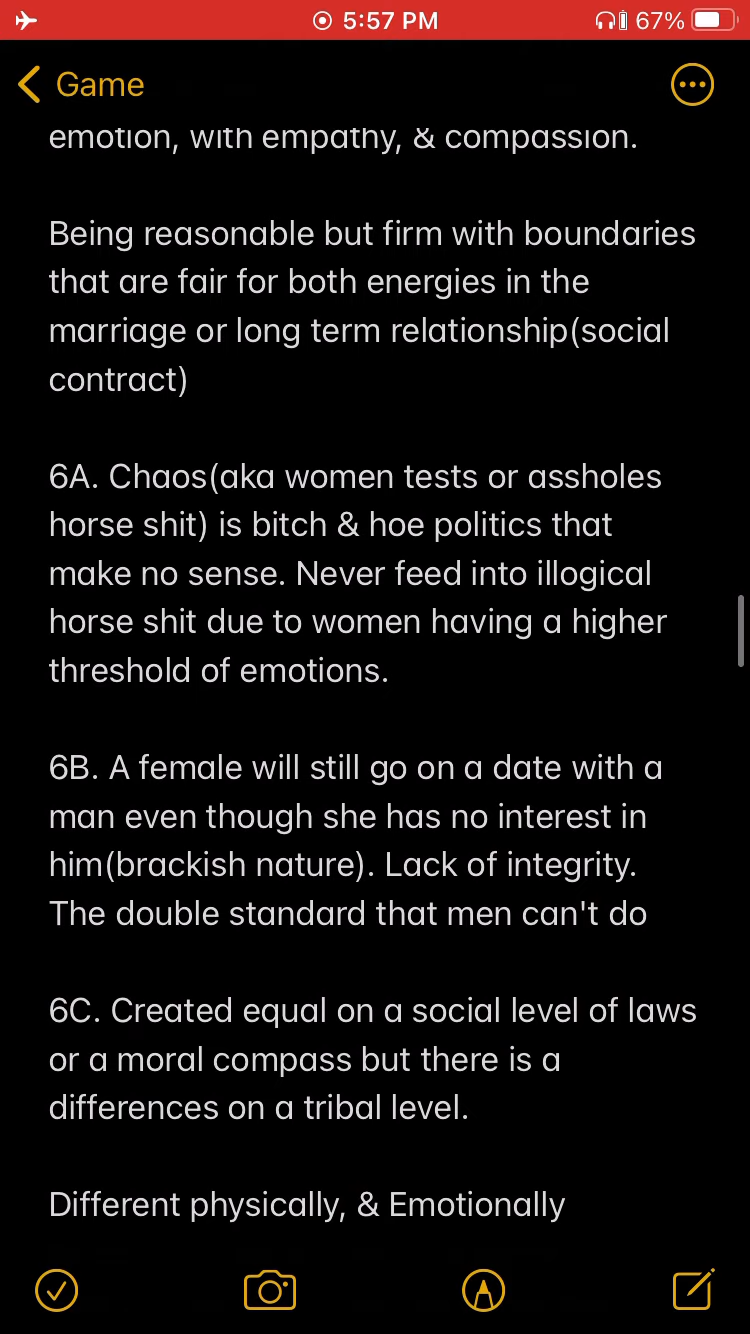 5:57 PM
67%
Game
emotion, with empathy, & compassion.
Being reasonable but firm with boundaries
that are fair for both energies in the
marriage or long term relationship(social
contract)
6A. Chaos(aka women tests or assholes
horse shit) is bitch & hoe politics that
make no sense. Never feed into illogical
horse shit due to women having a higher
threshold of emotions.
6B. A female will still go on a date with a
man even though she has no interest in
him(brackish nature). Lack of integrity.
The double standard that men can't do
6C. Created equal on a social level of laws
or a moral compass but there is a
differences on a tribal level.
Different physically, & Emotionally